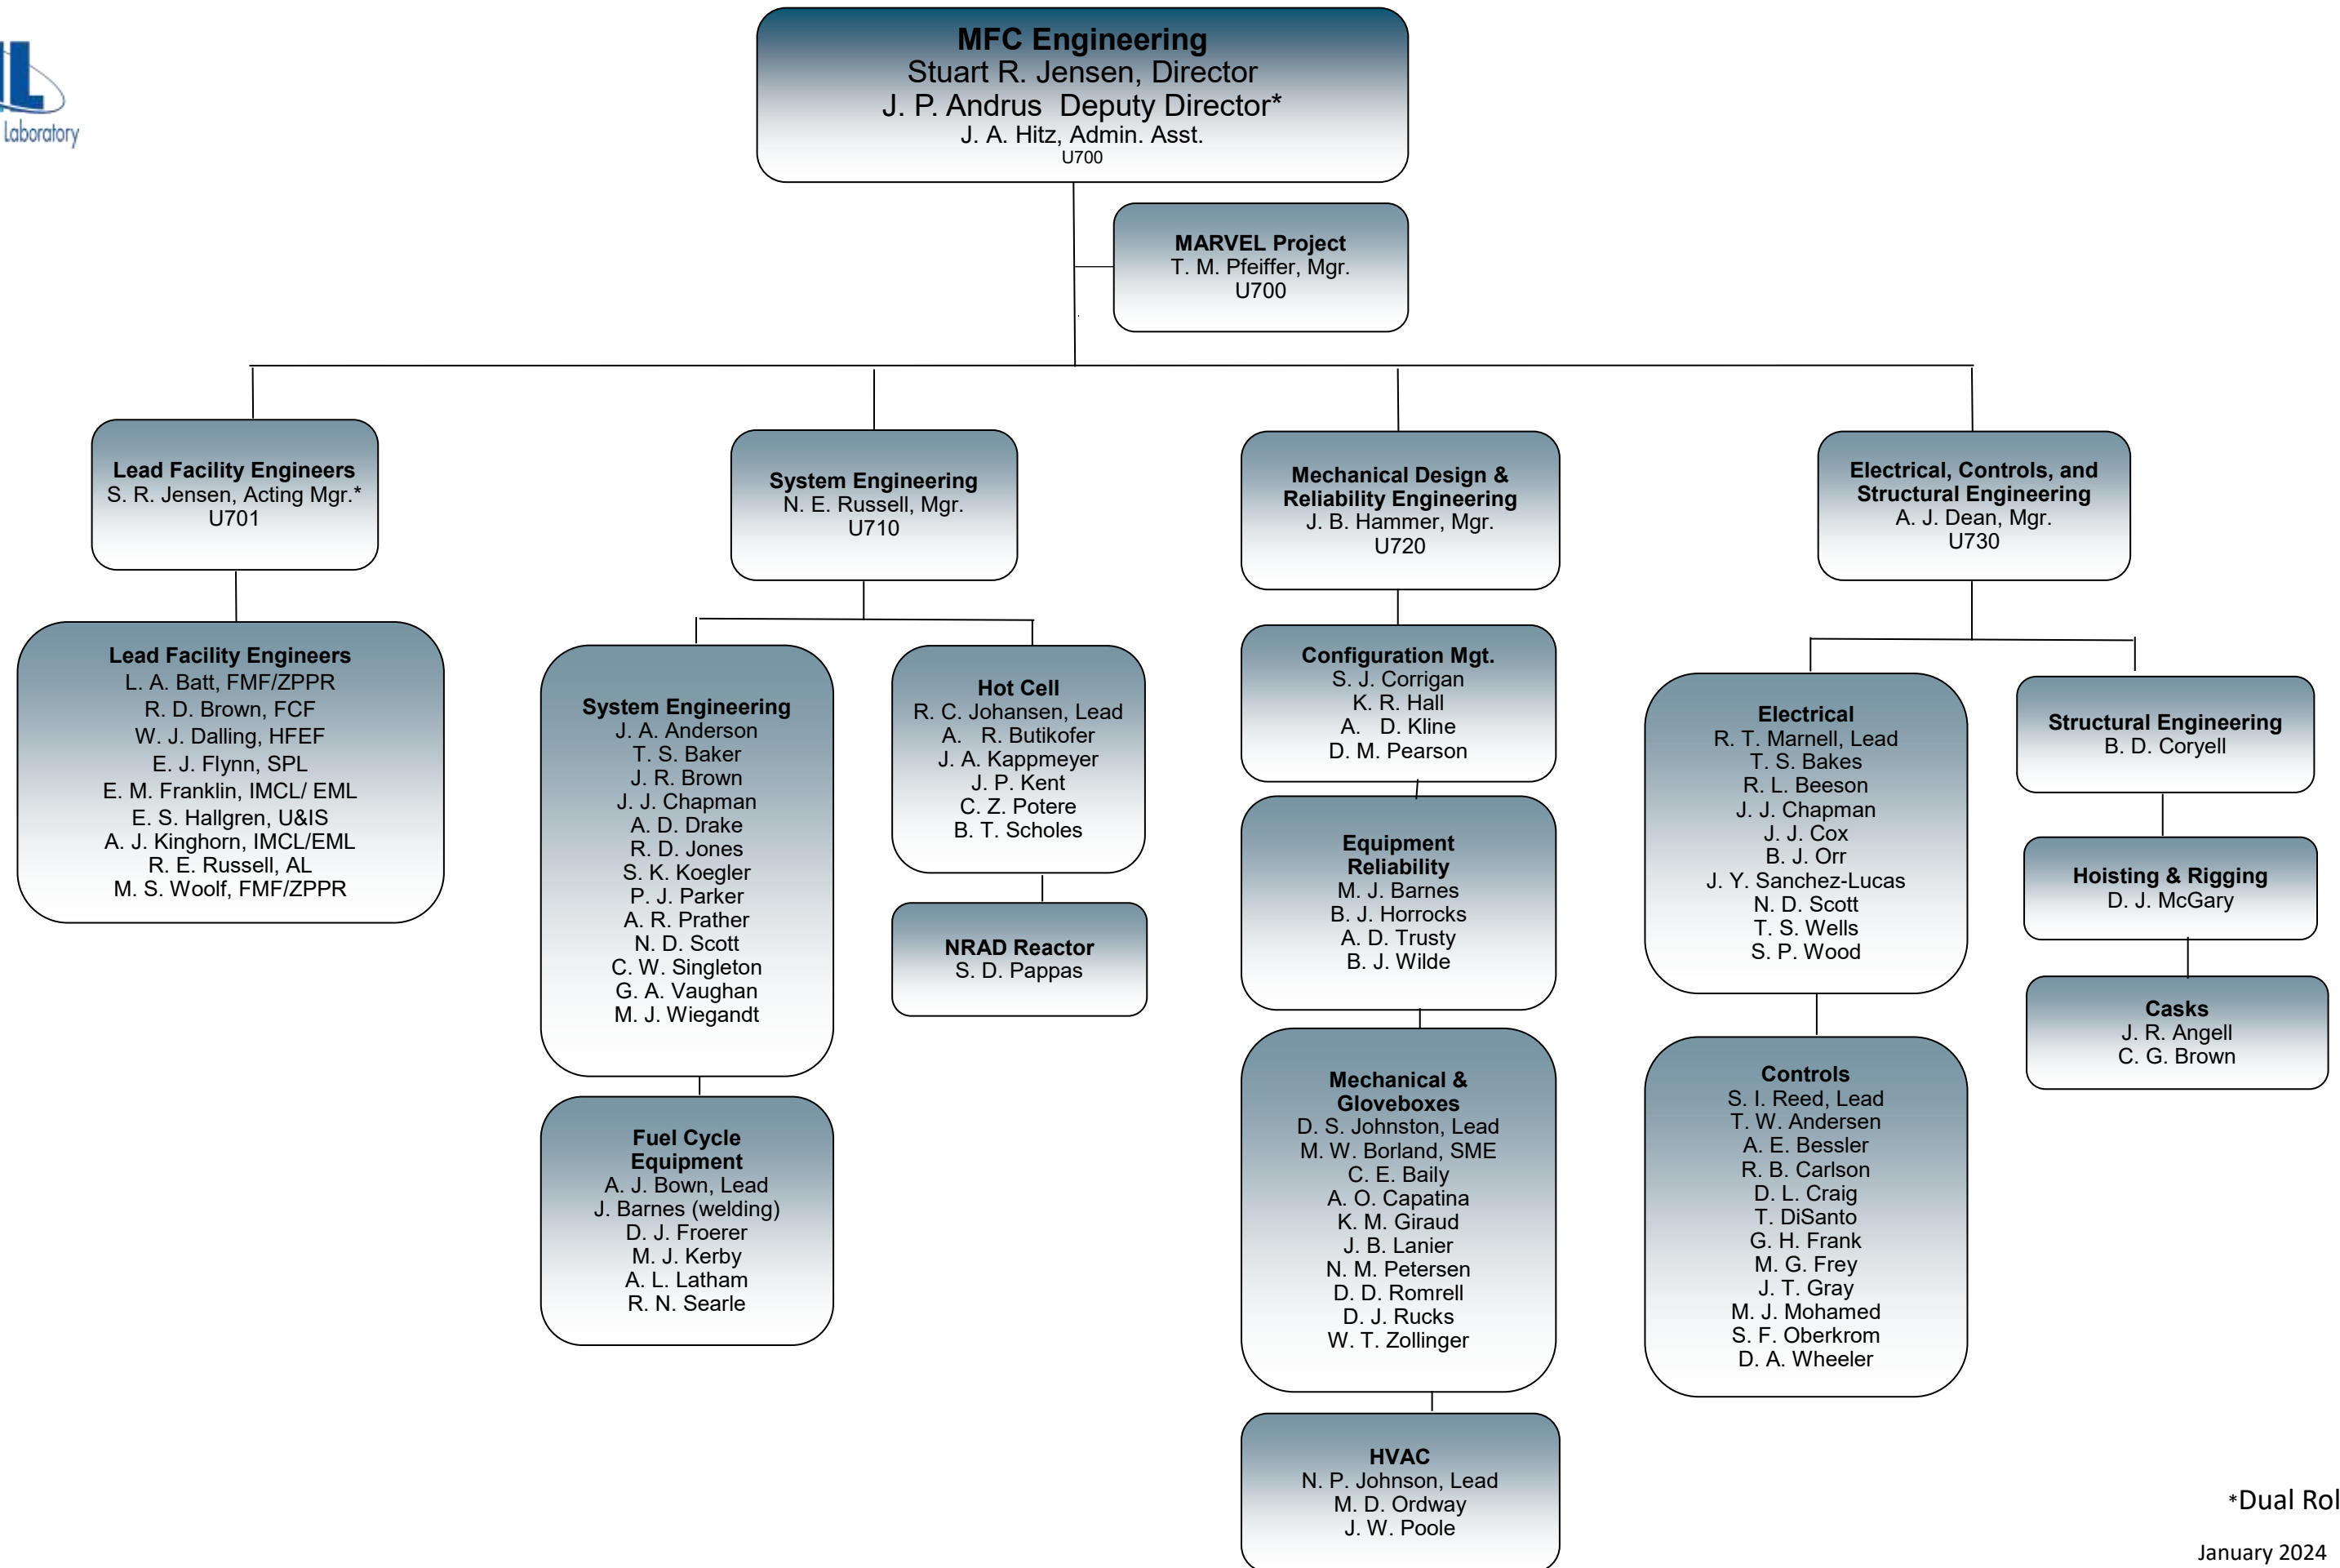 L
Laboratory
MFC Engineering
Stuart R. Jensen, Director
J. P. Andrus  Deputy Director*
J. A. Hitz, Admin. Asst.
U700
MARVEL Project
T. M. Pfeiffer, Mgr.
U700
Lead Facility Engineers
S. R. Jensen, Acting Mgr.*
U701
Lead Facility Engineers
L. A. Batt, FMF/ZPPR
R. D. Brown, FCF
W. J. Dalling, HFEF
E. J. Flynn, SPL
E. M. Franklin, IMCL/ EML
E. S. Hallgren, U&IS
A. J. Kinghorn, IMCL/EML
R. E. Russell, AL
M. S. Woolf, FMF/ZPPR
System Engineering
N. E. Russell, Mgr.
U710
System Engineering
J. A. Anderson
T. S. Baker
J. R. Brown
J. J. Chapman
A. D. Drake
R. D. Jones
S. K. Koegler
P. J. Parker
A. R. Prather
N. D. Scott
C. W. Singleton
G. A. Vaughan
M. J. Wiegandt
Fuel Cycle
Equipment
A. J. Bown, Lead
J. Barnes (welding)
D. J. Froerer
M. J. Kerby
A. L. Latham
R. N. Searle
Hot Cell
R. C. Johansen, Lead
A.   R. Butikofer
J. A. Kappmeyer
J. P. Kent
C. Z. Potere
B. T. Scholes
NRAD Reactor
S. D. Pappas
Mechanical Design &
Reliability Engineering
J. B. Hammer, Mgr.
U720
Configuration Mgt.
S. J. Corrigan
K. R. Hall
A.   D. Kline
D. M. Pearson
Equipment
Reliability
M. J. Barnes
B. J. Horrocks
A. D. Trusty
B. J. Wilde
Mechanical &
Gloveboxes
D. S. Johnston, Lead
M. W. Borland, SME
C. E. Baily
A. O. Capatina
K. M. Giraud
J. B. Lanier
N. M. Petersen
D. D. Romrell
D. J. Rucks
W. T. Zollinger
HVAC
N. P. Johnson, Lead
M. D. Ordway
J. W. Poole
Electrical, Controls, and
Structural Engineering
A. J. Dean, Mgr.
U730
Electrical
R. T. Marnell, Lead
T. S. Bakes
R. L. Beeson
J. J. Chapman
J. J. Cox
B. J. Orr
J. Y. Sanchez-Lucas
N. D. Scott
T. S. Wells
S. P. Wood
Controls
S. I. Reed, Lead
T. W. Andersen
A. E. Bessler
R. B. Carlson
D. L. Craig
T. DiSanto
G. H. Frank
M. G. Frey
J. T. Gray
M. J. Mohamed
S. F. Oberkrom
D. A. Wheeler
Structural Engineering
B. D. Coryell
Hoisting & Rigging
D. J. McGary
Casks
J. R. Angell
C. G. Brown
*Dual Rol
January 2024